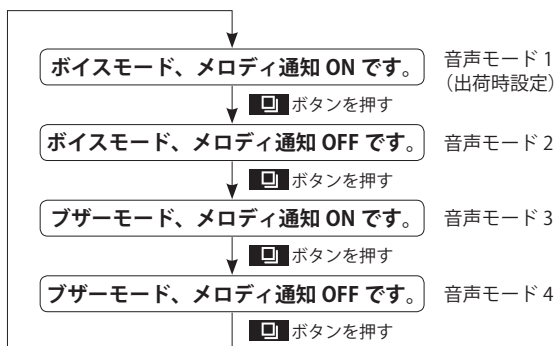 ボイスモード、メロディ通知 ON です。
音声モード 1
（出荷時設定）
ボタンを押す
ボイスモード、メロディ通知 OFF です。
音声モード 2
ボタンを押す
ブザーモード、メロディ通知 ON です。
音声モード 3
ボタンを押す
ブザーモード、メロディ通知 OFF です。
音声モード 4
ボタンを押す